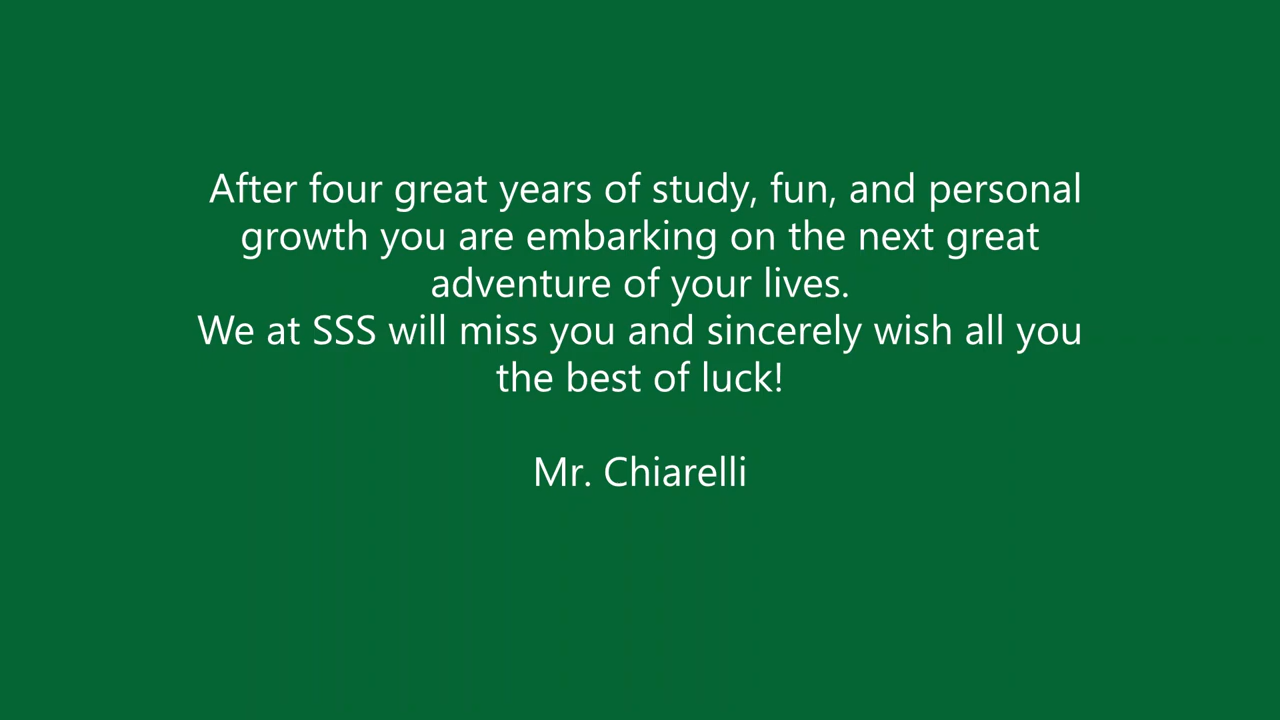 After four great years of study, fun, and personal
growth you are embarking on the next great
adventure of your lives.
We at SSS will miss you and sincerely wish all you
the best of luck!
Mr. Chiarelli